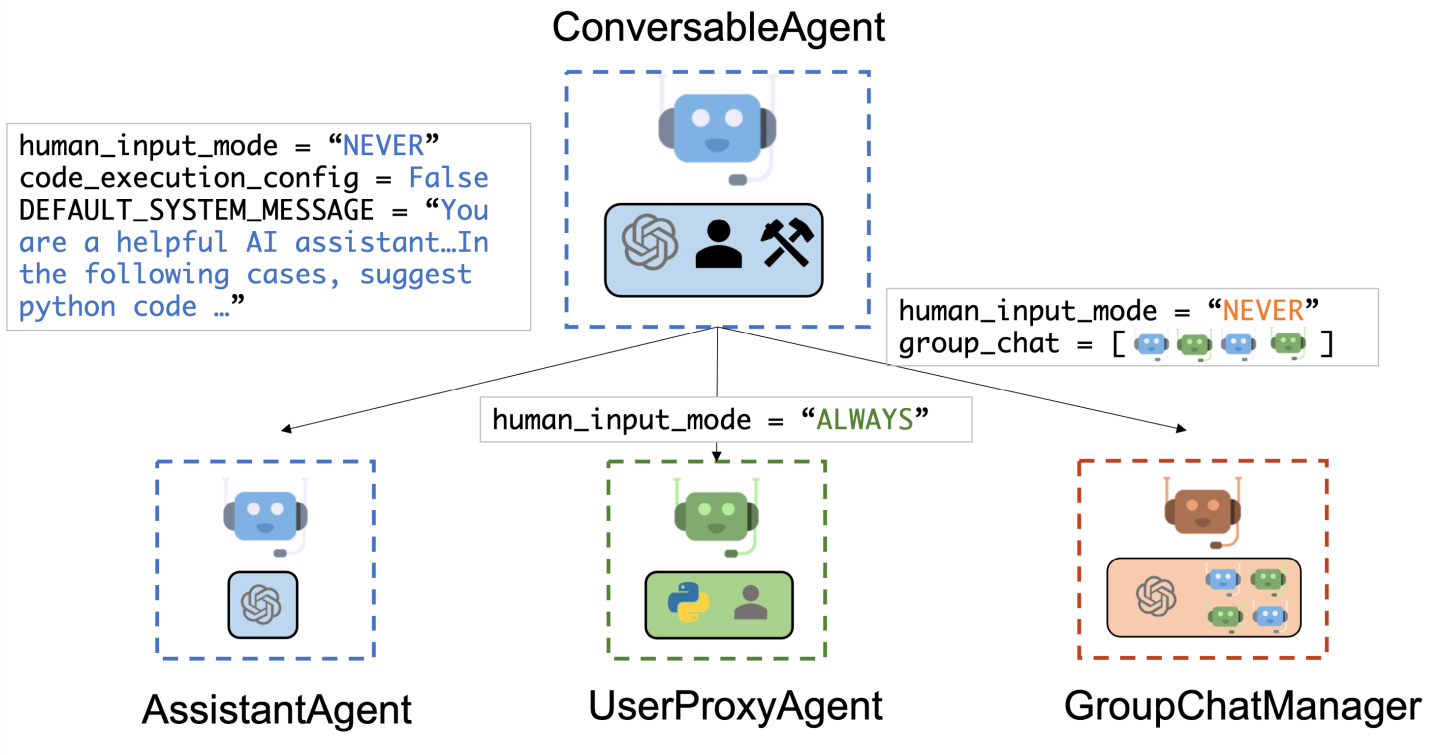 ConversableAgent
human_input_mode = “NEVER”
code_execution_config = False
DEFAULT_SYSTEM_MESSAGE = “You
are a helpful AI assistant…In
the following cases, suggest
python code …”
human_input_mode = “NEVER”
group_chat = [ ]
human_input_mode = “ALWAYS”
AssistantAgent
UserProxyAgent
GroupChatManager